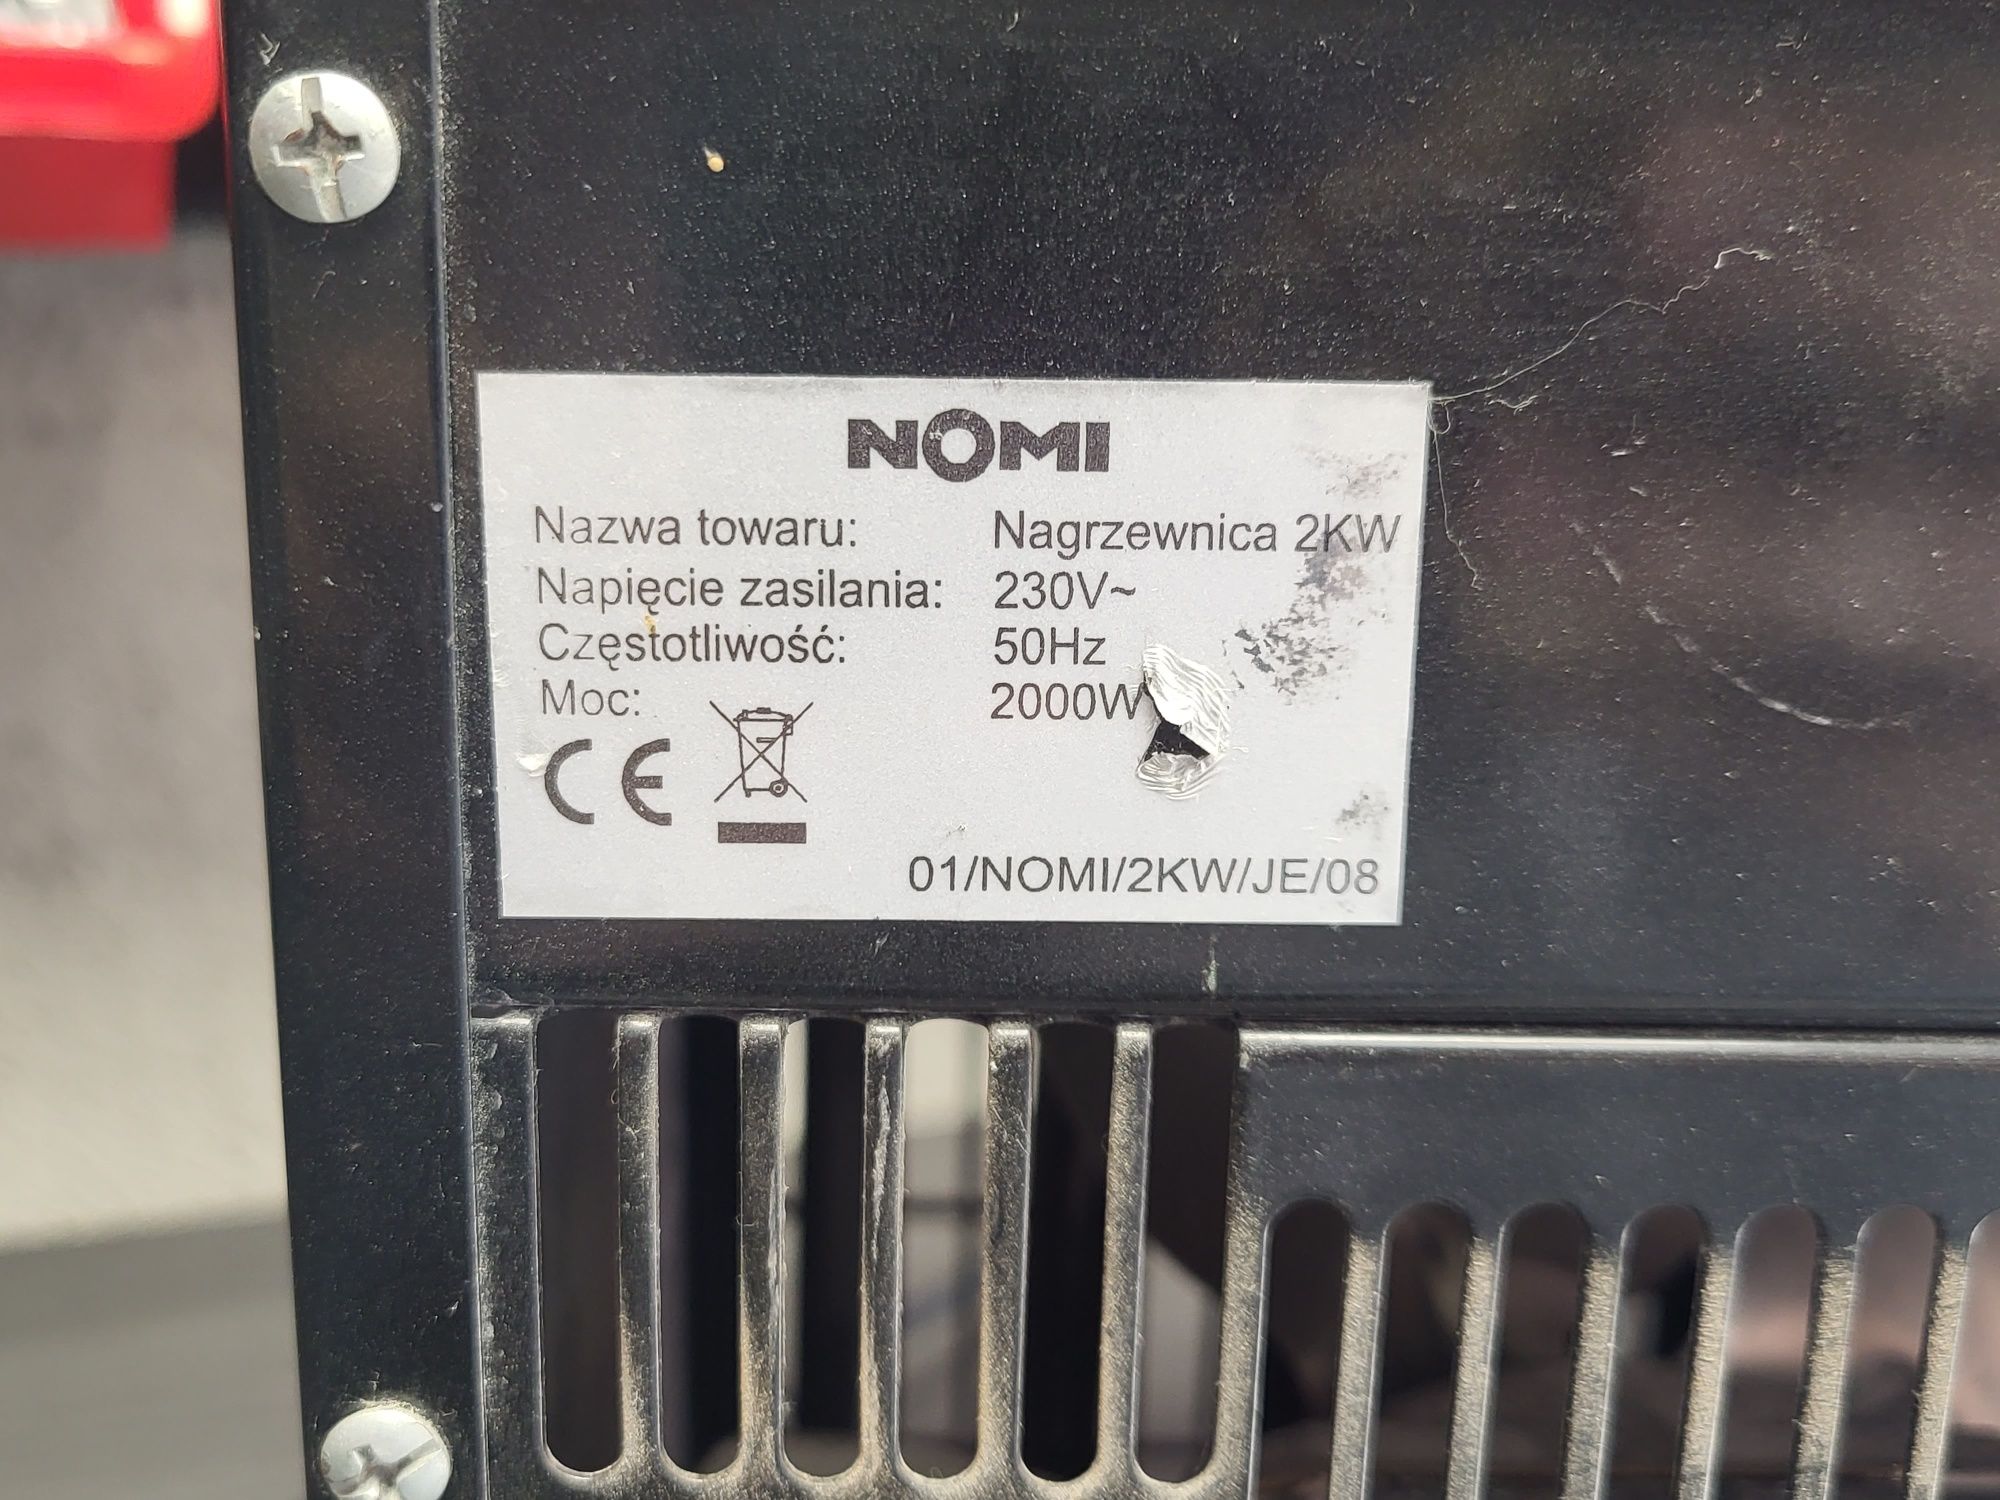 NOMI
Nazwa towaru: Nagrzewnica 2KW
Napięcie zasilania: 230V~
Częstotliwość: 50Hz
Moc: 2000W
CE
01/NOMI/2KW/JE/08